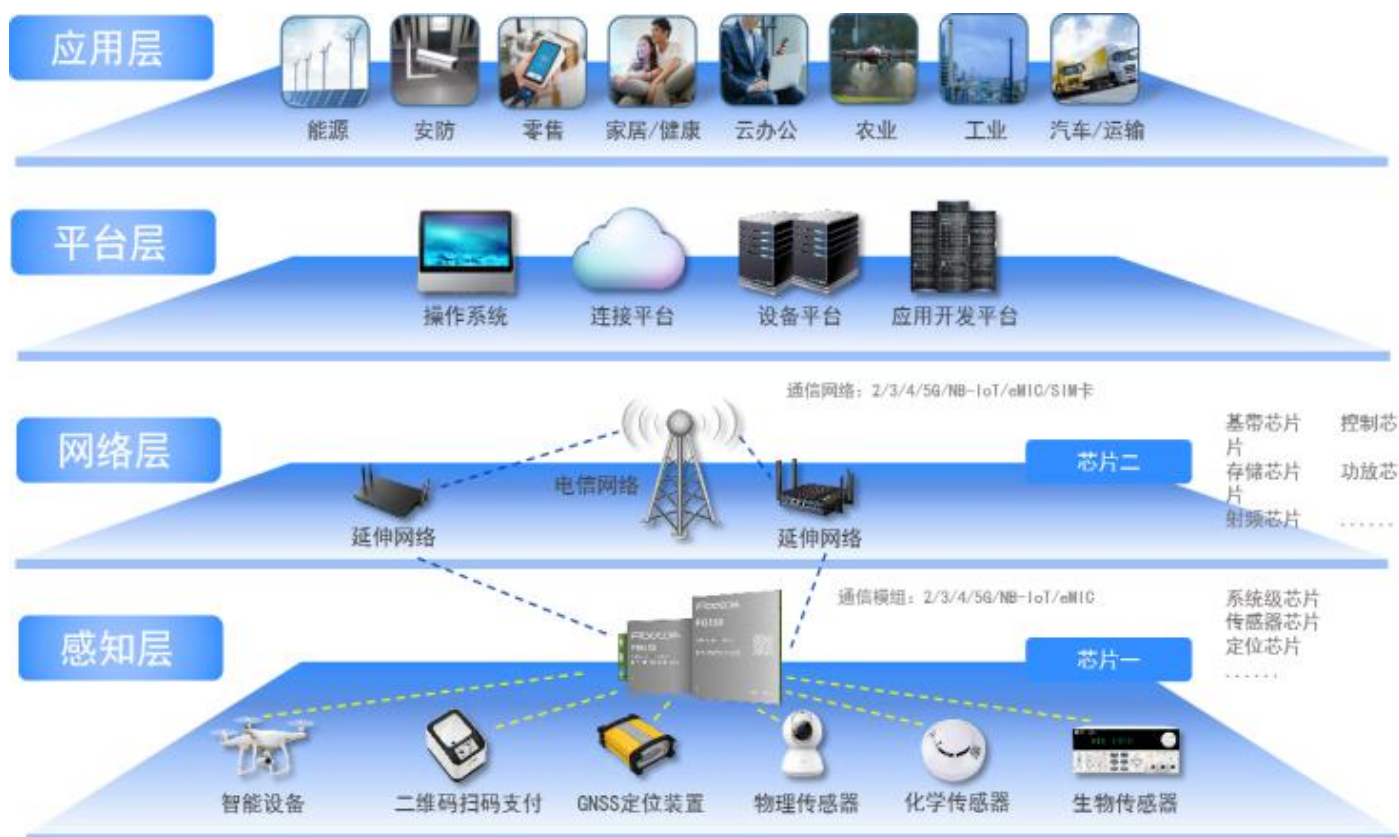 应用层
能源
安防
零售
家居/健康
云办公
农业
工业
汽车/运输
平台层
操作系统
连接平台
设备平台
应用开发平台
通信网络：2/3/4/5G/NB-IoT/eMIC/SIM卡
网络层
电信网络
延伸网络
延伸网络
芯片二
基带芯片 控制芯
片
存储芯片 功放芯
片
射频芯片 ......
通信模组：2/3/4/5G/NB-IoT/eMIC
感知层
芯片一
系统级芯片
传感器芯片
定位芯片
......
智能设备
二维码扫码支付
GNSS定位装置
物理传感器
化学传感器
生物传感器